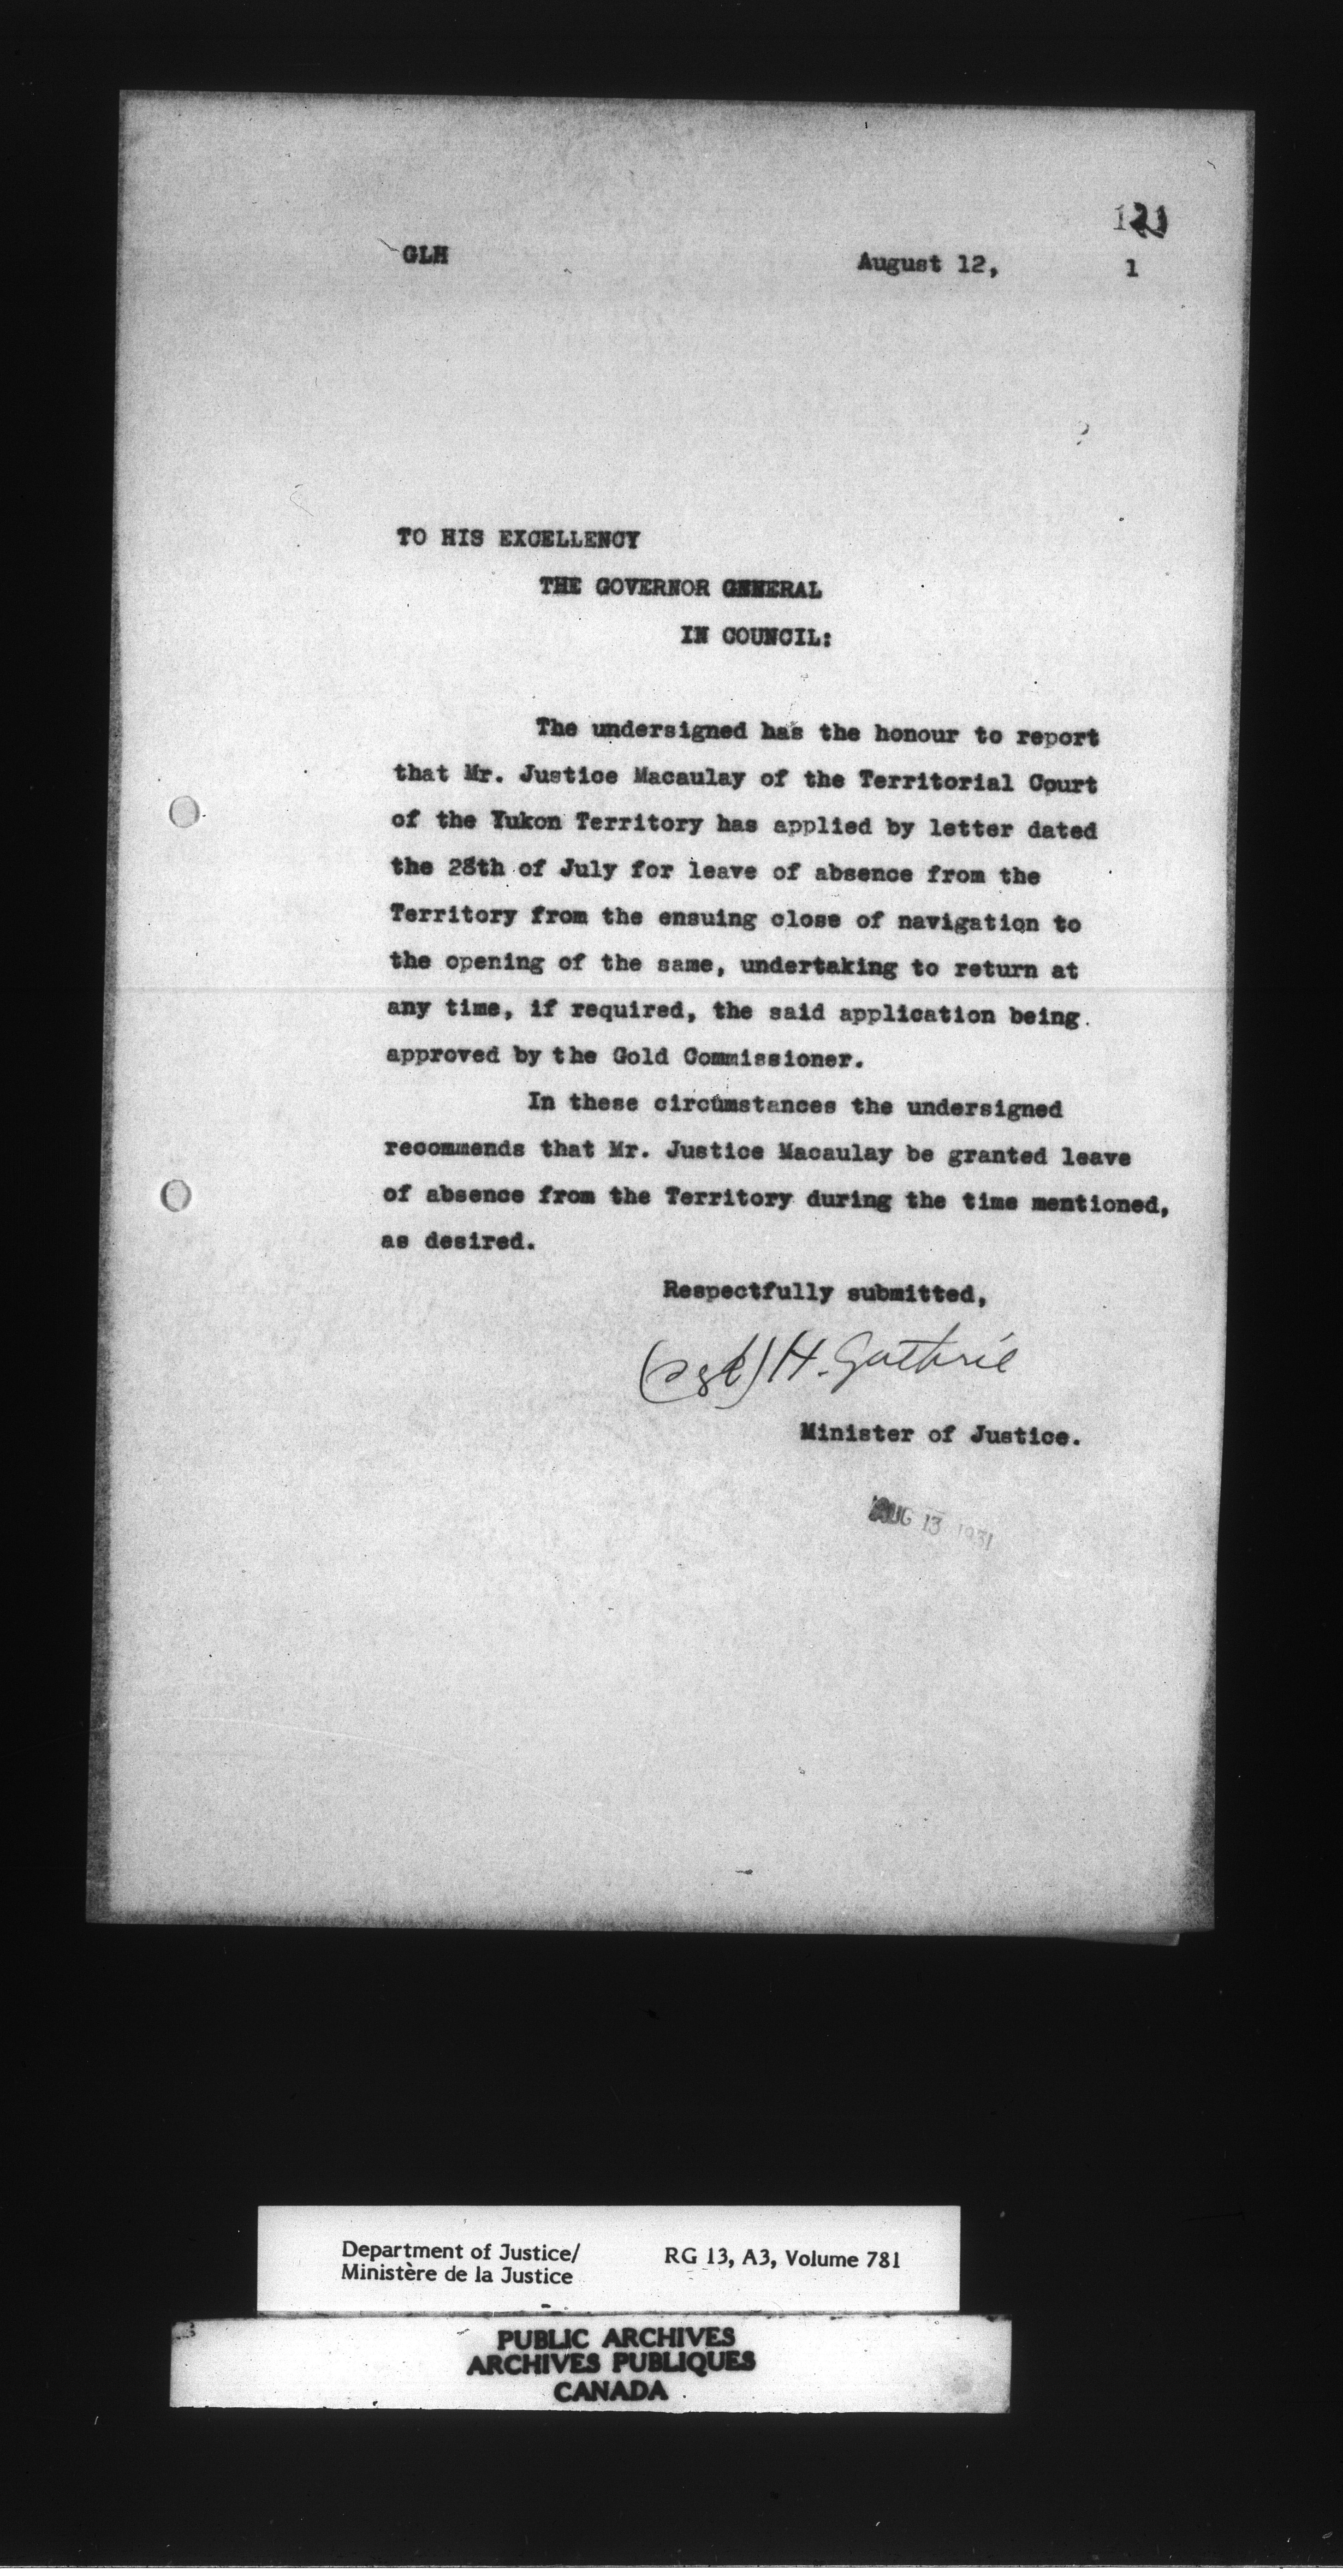 121
GLH August 12, 1
TO HIS EXCELLENCY
THE GOVERNOR GENERAL
IN COUNCIL:
The undersigned has the honour to report
that Mr. Justice Macaulay of the Territorial Court
of the Yukon Territory has applied by letter dated
the 28th of July for leave of absence from the
Territory from the ensuing close of navigation to
the opening of the same, undertaking to return at
any time, if required, the said application being
approved by the Gold Commissioner.
In these circumstances the undersigned
recommends that Mr. Justice Macaulay be granted leave
of absence from the Territory during the time mentioned,
as desired.
Respectfully submitted,
(sgd) H. Guthrie
Minister of Justice.
AUG 13 1931
Department of Justice/ RG 13, A3, Volume 781
Ministère de la Justice
PUBLIC ARCHIVES
ARCHIVES PUBLIQUES
CANADA